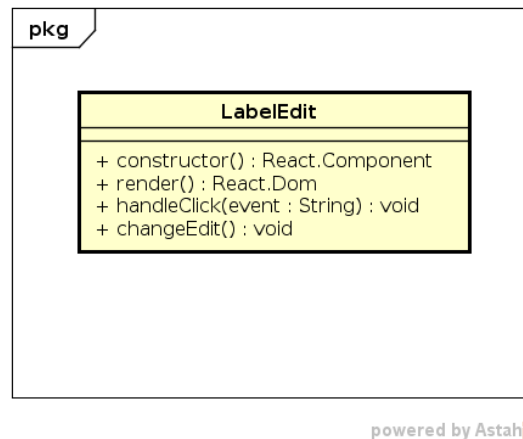 pkg
LabelEdit
+ constructor() : React.Component
+ render() : React.Dom
+ handleClick(event : String) : void
+ changeEdit() : void
powered by Astah